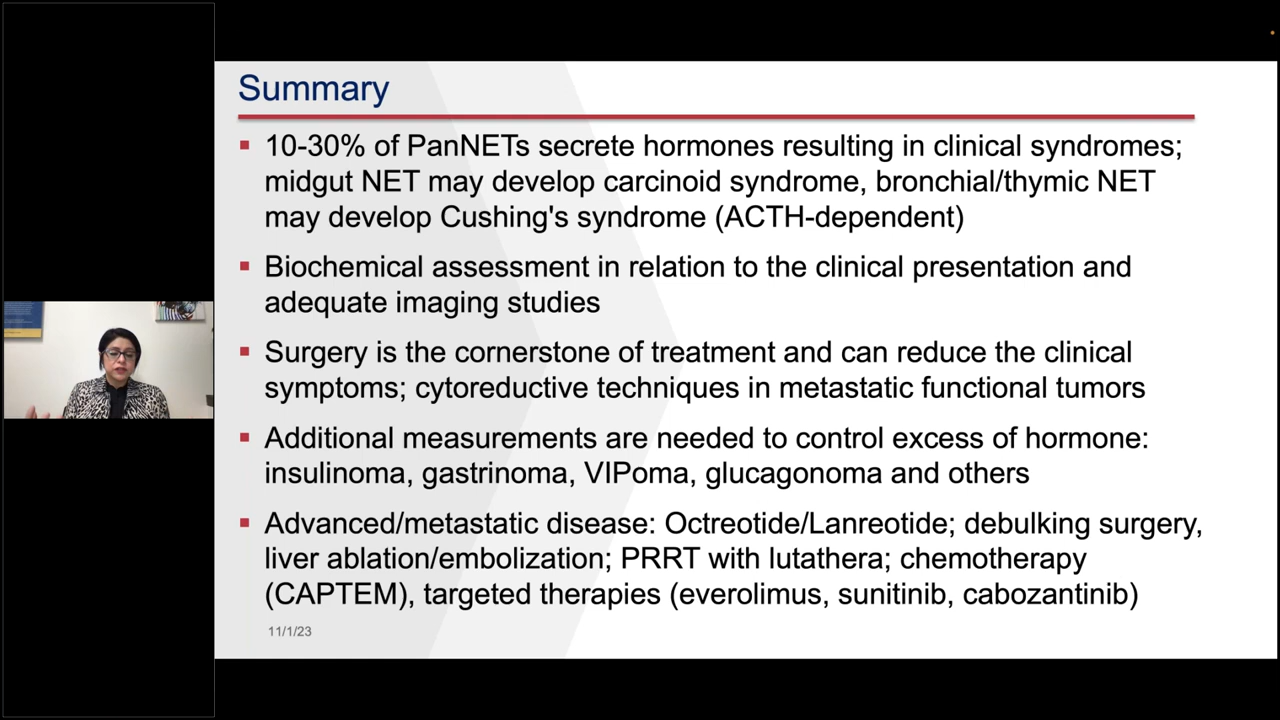 Summary
10-30% of PanNETs secrete hormones resulting in clinical syndromes;
midgut NET may develop carcinoid syndrome, bronchial/thymic NET
may develop Cushing's syndrome (ACTH-dependent)
Biochemical assessment in relation to the clinical presentation and
adequate imaging studies
Surgery is the cornerstone of treatment and can reduce the clinical
symptoms; cytoreductive techniques in metastatic functional tumors
Additional measurements are needed to control excess of hormone:
insulinoma, gastrinoma, VIPoma, glucagonoma and others
Advanced/metastatic disease: Octreotide/Lanreotide; debulking surgery,
liver ablation/embolization; PRRT with lutathera; chemotherapy
(CAPTEM), targeted therapies (everolimus, sunitinib, cabozantinib)
11/1/23